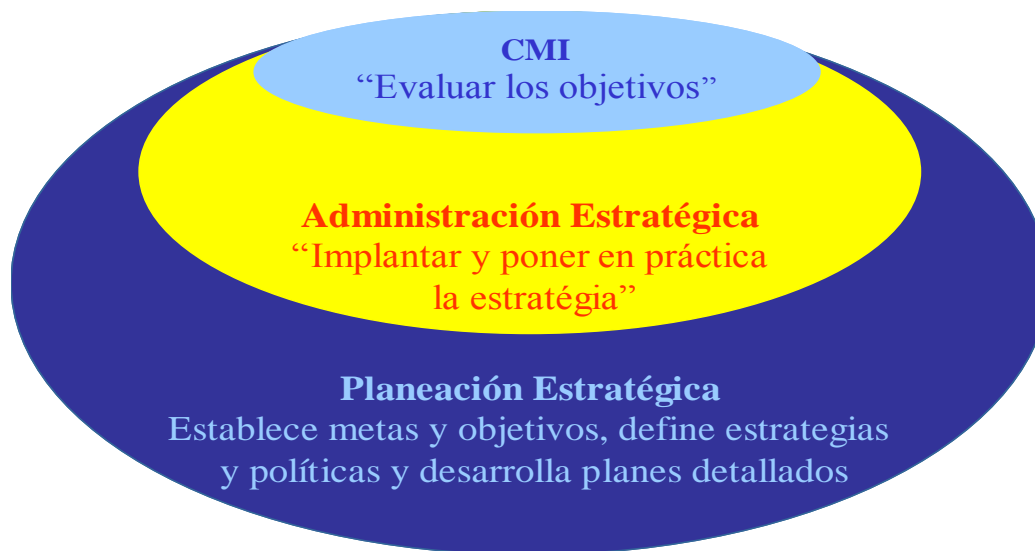 CMI
“Evaluar los objetivos”
Administración Estratégica
“Implantar y poner en práctica
la estratégia”
Planeación Estratégica
Establece metas y objetivos, define estrategias
y políticas y desarrolla planes detallados